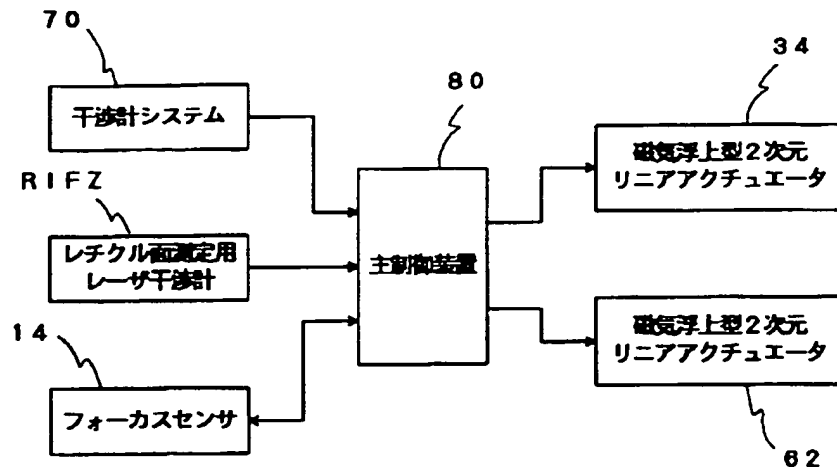 70
干渉計システム
RIFZ
レチクル面測定用
レーザ干渉計
14
フォーカスセンサ
80
主制御装置
34
磁気浮上型2次元
リニアアクチュエータ
磁気浮上型2次元
リニアアクチュエータ
62